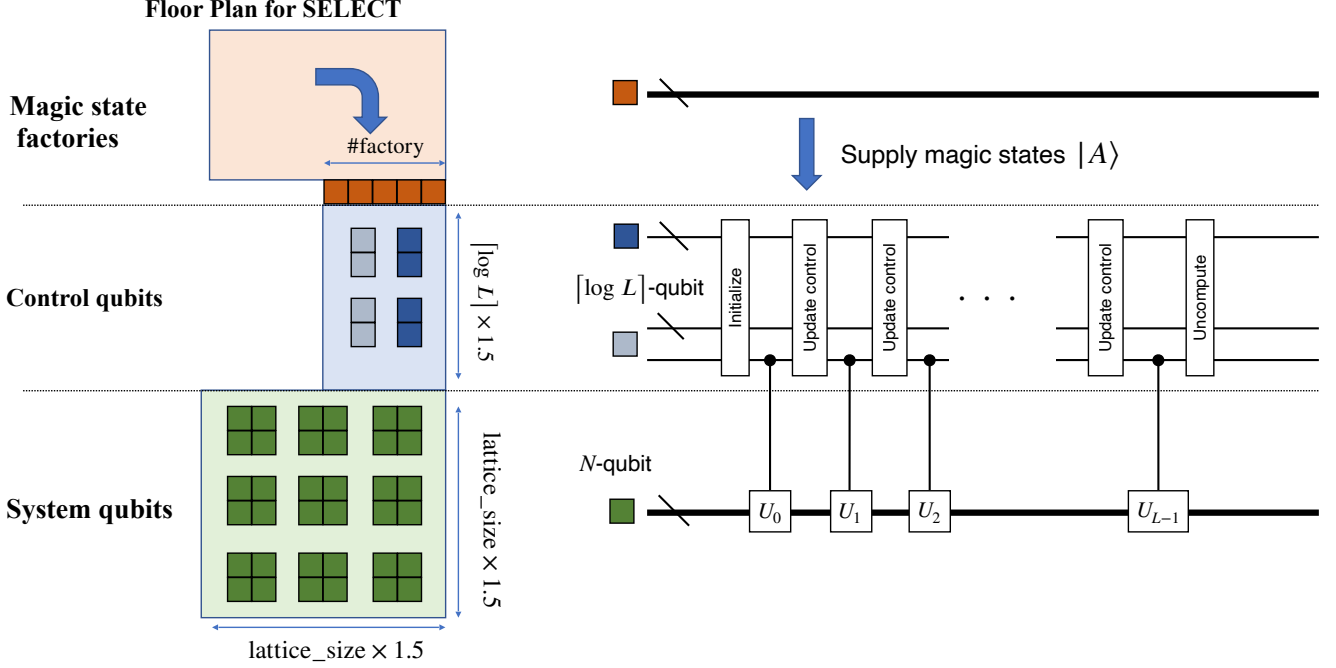 Floor Plan for SELECT
Magic state
factories
#factory
Supply magic states |A⟩
Control qubits
⌈log L⌉ × 1.5
⌈log L⌉-qubit
Initialize
Update control
Update control
. . .
Update control
Uncompute
System qubits
lattice_size × 1.5
lattice_size × 1.5
N-qubit
U₀
U₁
U₂
U_{L−1}